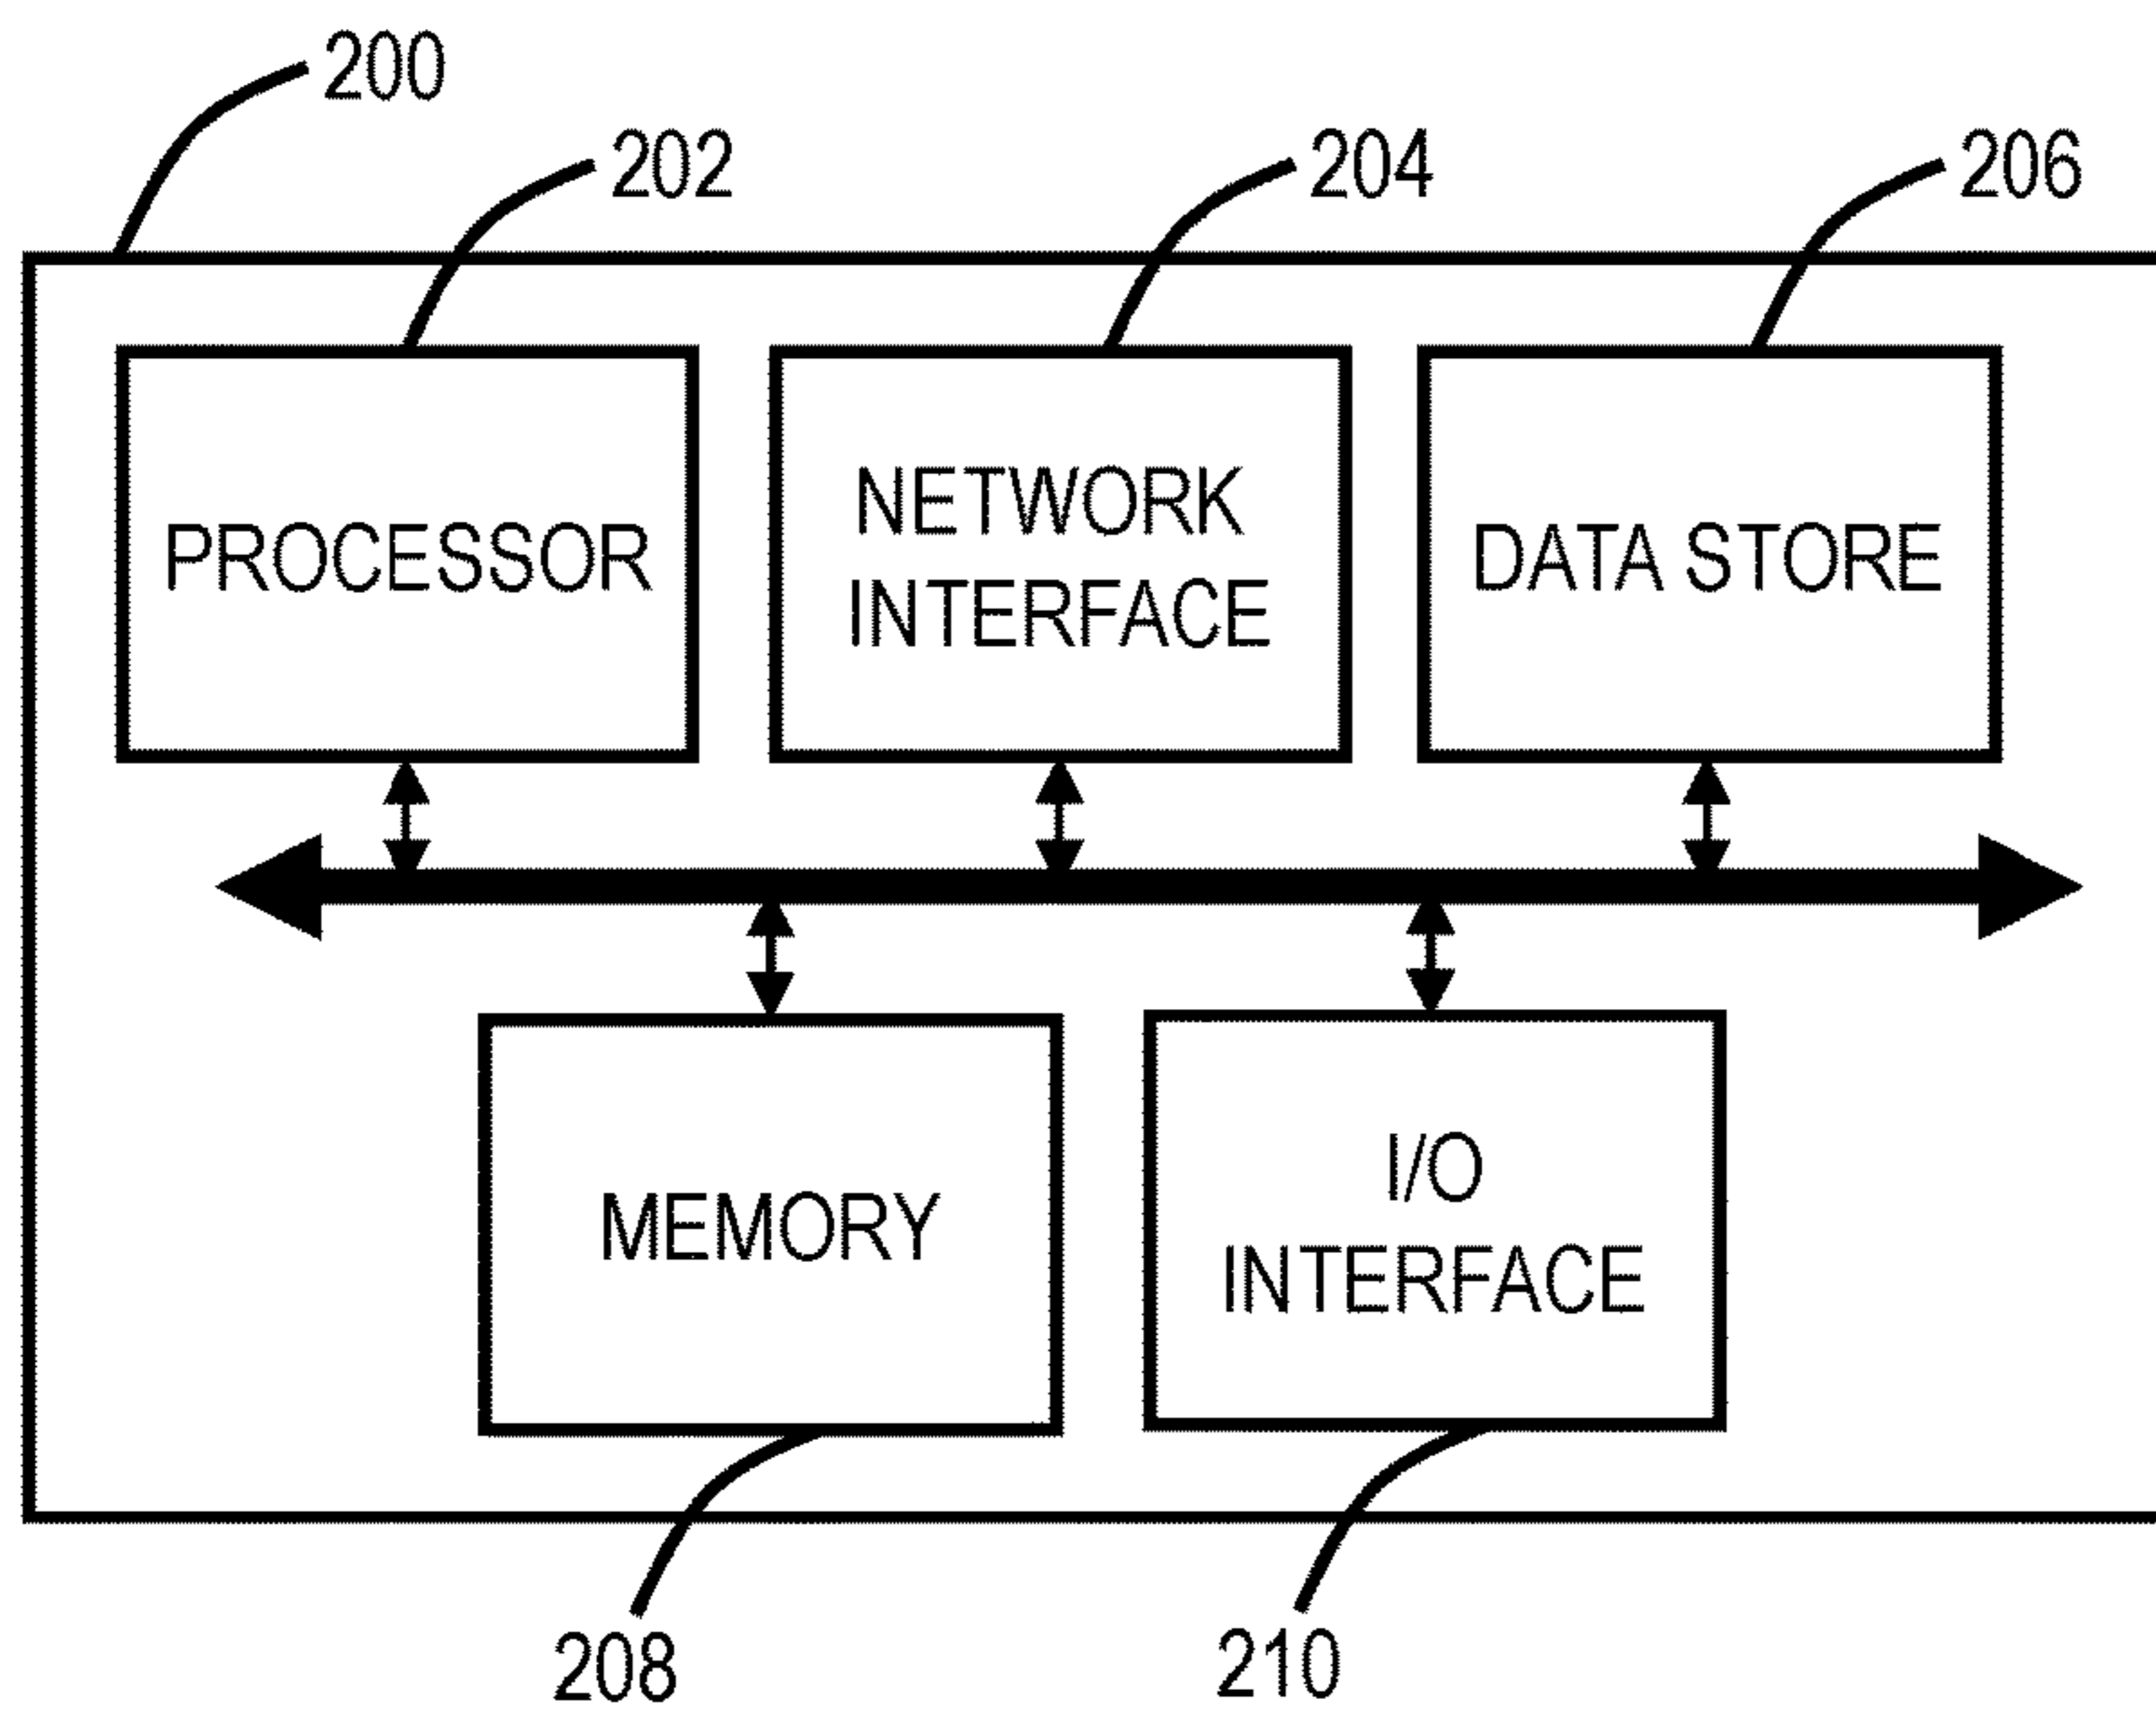 200
202
204
206
PROCESSOR
NETWORK
INTERFACE
DATA STORE
MEMORY
I/O
INTERFACE
208
210